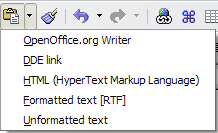 OpenOffice.org Writer
DDE link
HTML (HyperText Markup Language)
Formatted text [RTF]
Unformatted text